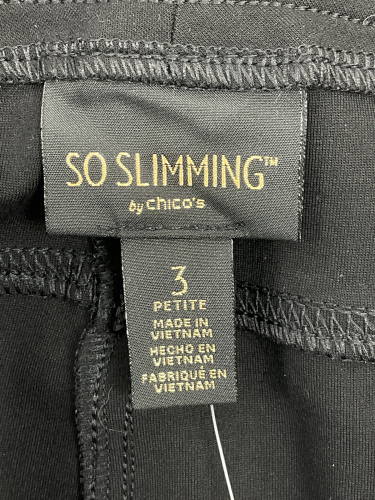 SO SLIMMING™
by chico's
3
PETITE
MADE IN
VIETNAM
HECHO EN
VIETNAM
FABRIQUÉ EN
VIETNAM